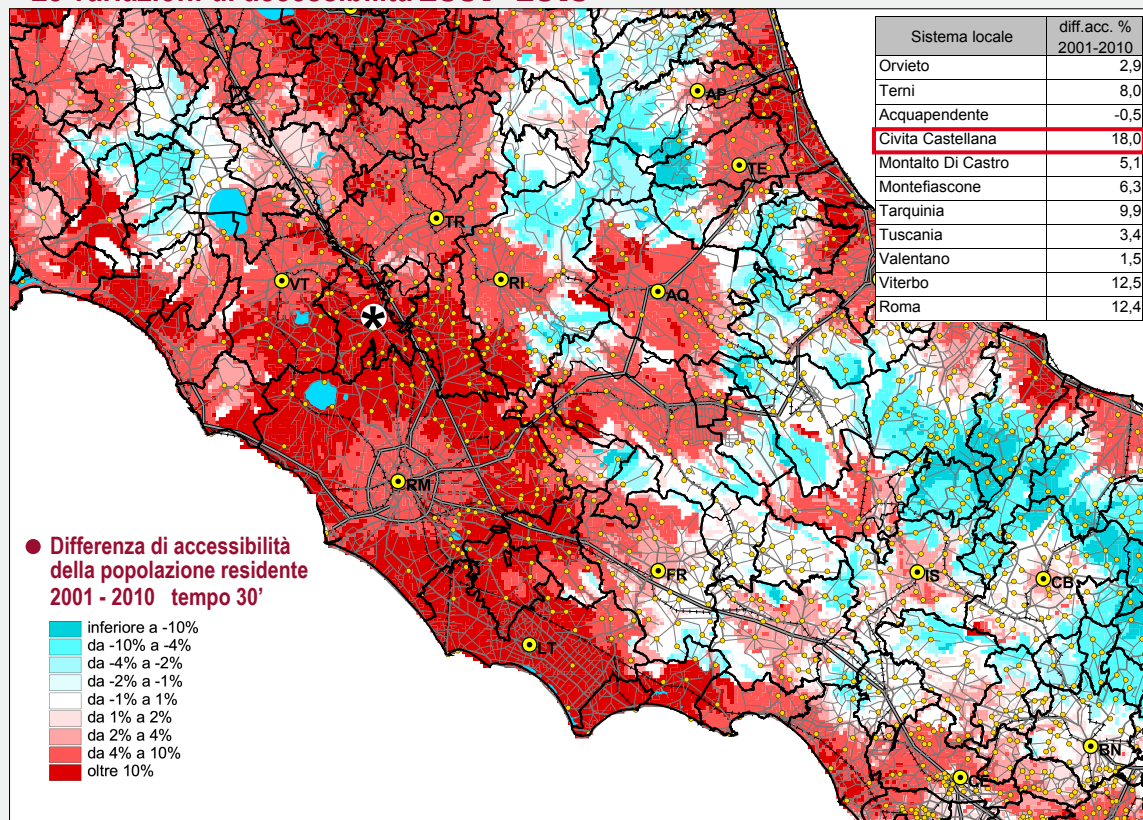 Sistema locale diff.acc. % 2001-2010
Orvieto 2,9
Terni 8,0
Acquapendente -0,5
Civita Castellana 18,0
Montalto Di Castro 5,1
Montefiascone 6,3
Tarquinia 9,9
Tuscania 3,4
Valentano 1,5
Viterbo 12,5
Roma 12,4
AP
TE
TR
VT
RI
AQ
RM
FR
IS
CB
LT
BN
CE
Differenza di accessibilità
della popolazione residente
2001 - 2010 tempo 30’
inferiore a -10%
da -10% a -4%
da -4% a -2%
da -2% a -1%
da -1% a 1%
da 1% a 2%
da 2% a 4%
da 4% a 10%
oltre 10%